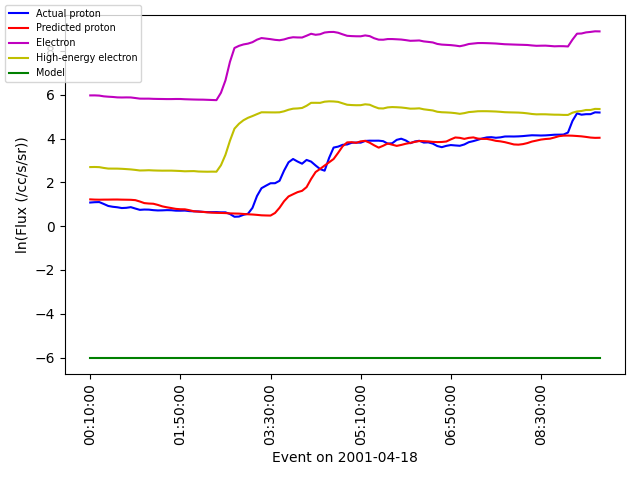 Actual proton
Predicted proton
Electron
High-energy electron
Model
8
6
4
2
0
−2
−4
−6
ln(Flux (/cc/s/sr))
00:10:00
01:50:00
03:30:00
05:10:00
06:50:00
08:30:00
Event on 2001-04-18